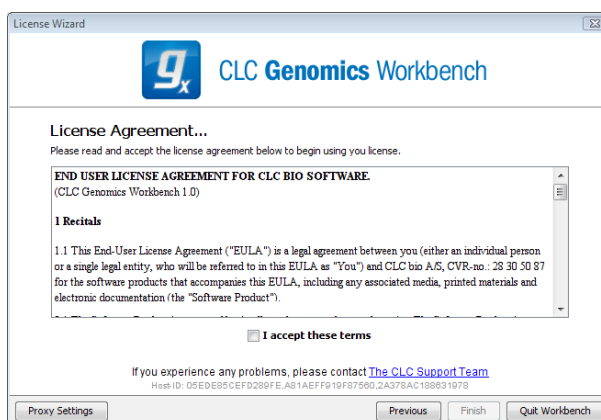 License Wizard
gx
CLC Genomics Workbench
License Agreement...
Please read and accept the license agreement below to begin using you license.
END USER LICENSE AGREEMENT FOR CLC BIO SOFTWARE.
(CLC Genomics Workbench 1.0)
1 Recitals
1.1 This End-User License Agreement ("EULA") is a legal agreement between you (either an individual person
or a single legal entity, who will be referred to in this EULA as "You") and CLC bio A/S, CVR-no.: 28 30 50 87
for the software products that accompanies this EULA, including any associated media, printed materials and
electronic documentation (the "Software Product").
I accept these terms
If you experience any problems, please contact The CLC Support Team
Host-ID: D5EDE85CEFD289FE,A81AEFF919F87560,2A378AC188631978
Proxy Settings
Previous
Finish
Quit Workbench